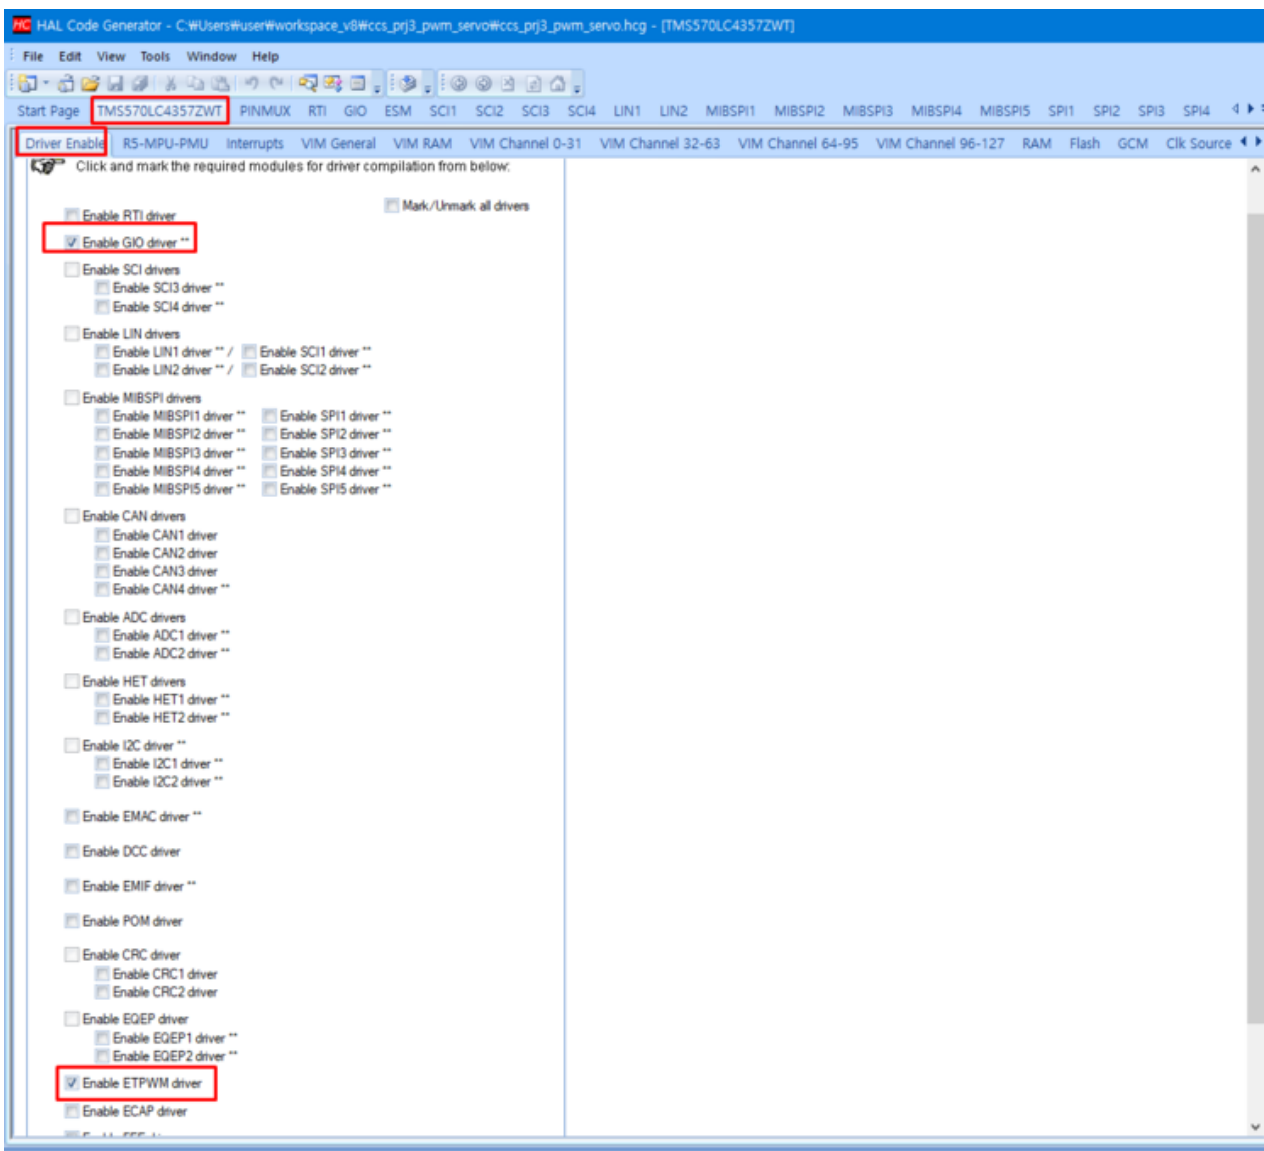 HC HAL Code Generator - C:₩Users₩user₩workspace_v8₩ccs_prj3_pwm_servo₩ccs_prj3_pwm_servo.hcg - [TMS570LC4357ZWT]
File Edit View Tools Window Help
Start Page TMS570LC4357ZWT PINMUX RTI GIO ESM SCI1 SCI2 SCI3 SCI4 LIN1 LIN2 MIBSPI1 MIBSPI2 MIBSPI3 MIBSPI4 MIBSPI5 SPI1 SPI2 SPI3 SPI4
Driver Enable R5-MPU-PMU Interrupts VIM General VIM RAM VIM Channel 0-31 VIM Channel 32-63 VIM Channel 64-95 VIM Channel 96-127 RAM Flash GCM Clk Source
Click and mark the required modules for driver compilation from below:
Mark/Unmark all drivers
Enable RTI driver
Enable GIO driver **
Enable SCI drivers
Enable SCI3 driver **
Enable SCI4 driver **
Enable LIN drivers
Enable LIN1 driver ** / Enable SCI1 driver **
Enable LIN2 driver ** / Enable SCI2 driver **
Enable MIBSPI drivers
Enable MIBSPI1 driver ** Enable SPI1 driver **
Enable MIBSPI2 driver ** Enable SPI2 driver **
Enable MIBSPI3 driver ** Enable SPI3 driver **
Enable MIBSPI4 driver ** Enable SPI4 driver **
Enable MIBSPI5 driver ** Enable SPI5 driver **
Enable CAN drivers
Enable CAN1 driver
Enable CAN2 driver
Enable CAN3 driver
Enable CAN4 driver **
Enable ADC drivers
Enable ADC1 driver **
Enable ADC2 driver **
Enable HET drivers
Enable HET1 driver **
Enable HET2 driver **
Enable I2C driver **
Enable I2C1 driver **
Enable I2C2 driver **
Enable EMAC driver **
Enable DCC driver
Enable EMIF driver **
Enable POM driver
Enable CRC driver
Enable CRC1 driver
Enable CRC2 driver
Enable EQEP driver
Enable EQEP1 driver **
Enable EQEP2 driver **
Enable ETPWM driver
Enable ECAP driver